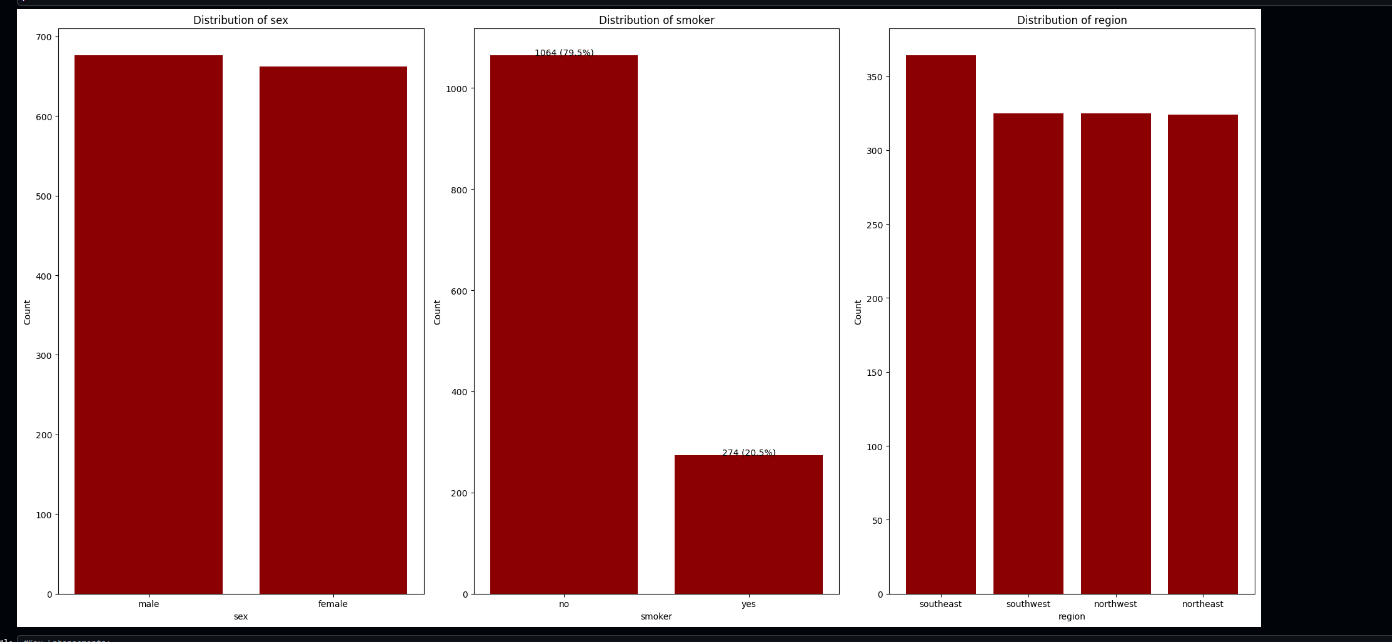 Distribution of sex
700
600
500
400
300
200
100
0
Count
male
female
sex
Distribution of smoker
1000
800
600
400
200
0
Count
1064 (79.5%)
274 (20.5%)
no
yes
smoker
Distribution of region
350
300
250
200
150
100
50
0
Count
southeast
southwest
northwest
northeast
region